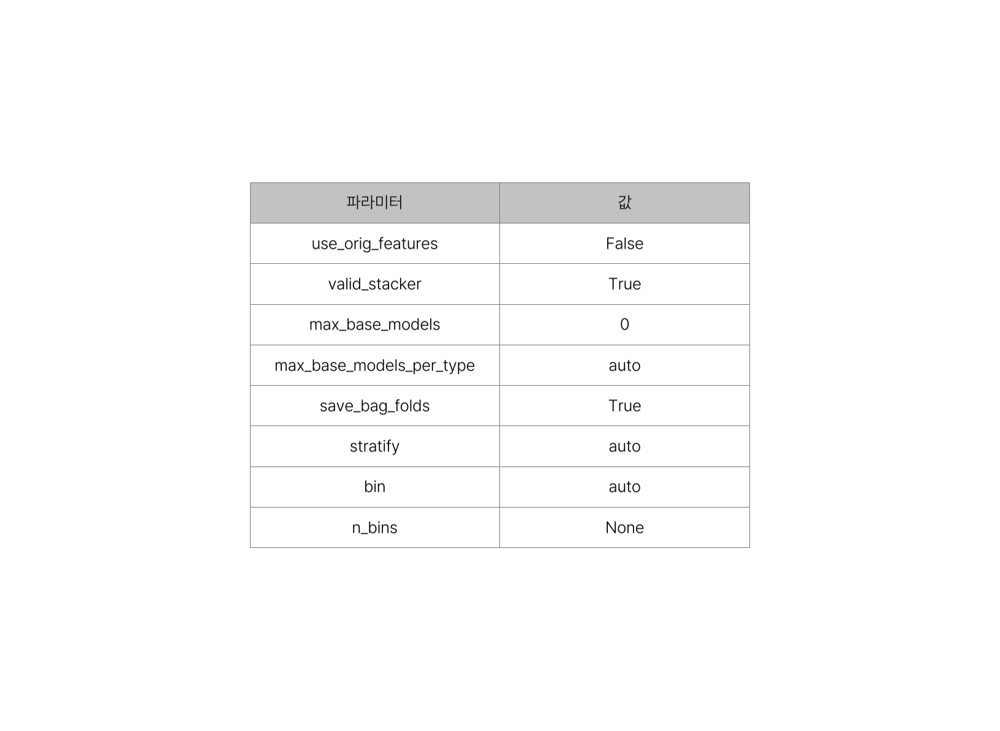 파라미터 값
use_orig_features False
valid_stacker True
max_base_models 0
max_base_models_per_type auto
save_bag_folds True
stratify auto
bin auto
n_bins None